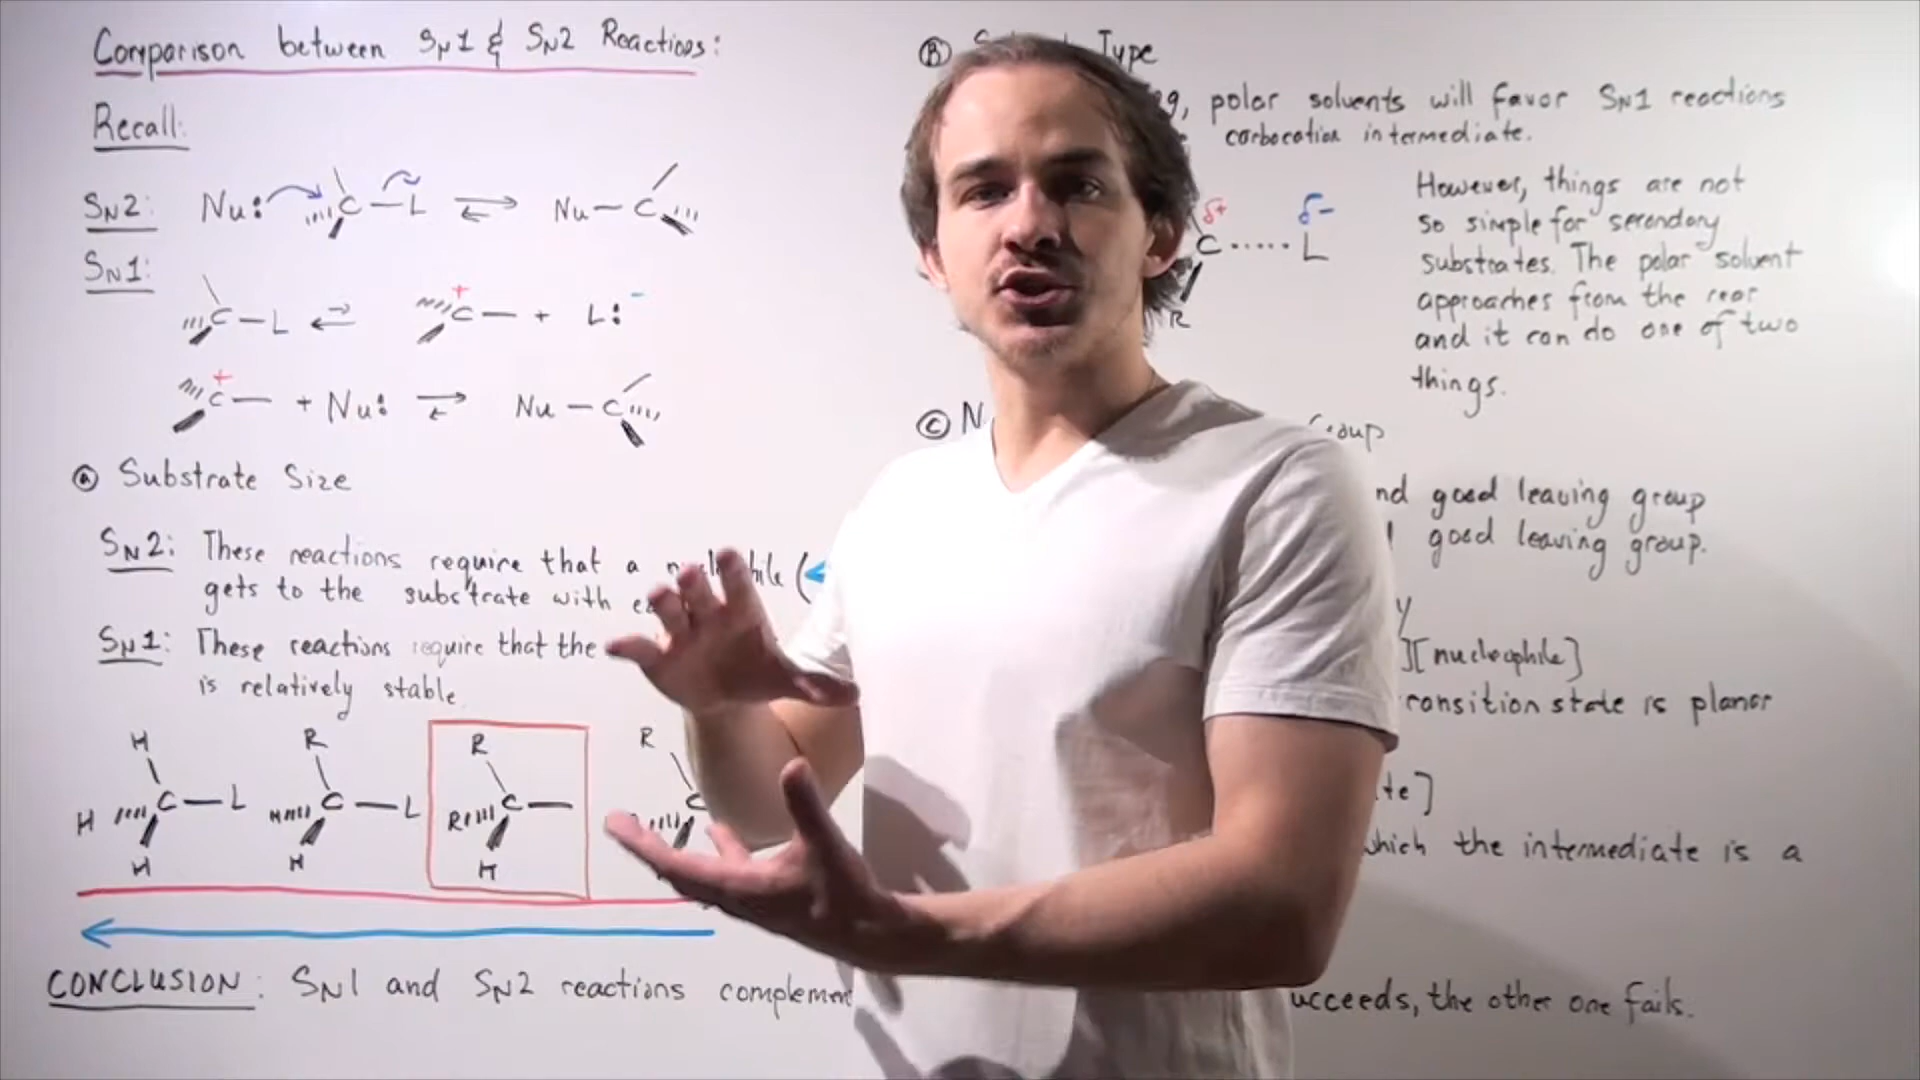 Comparison between SN1 & SN2 Reactions:
Recall:
SN2: Nu: C-L ⇌ Nu-C
SN1:
C-L ⇌ C+ - + L:-
C+ - + Nu: ⇌ Nu-C
ⓐ Substrate Size
SN2: These reactions require that a
gets to the substrate with
SN1: These reactions require that the
is relatively stable.
H R R R
H C-L H C-L R C- C
H H H
CONCLUSION: SN1 and SN2 reactions
Ⓑ Type
polar solvents will favor SN1 reactions
carbocation intermediate.
δ+ δ-
C.....L
R
However, things are not
so simple for secondary
substrates. The polar solvent
approaches from the rear
and it can do one of two
things.
Ⓒ
good leaving group
good leaving group.
][nucleophile]
state is planar
]
which the intermediate is a
the other one fails.